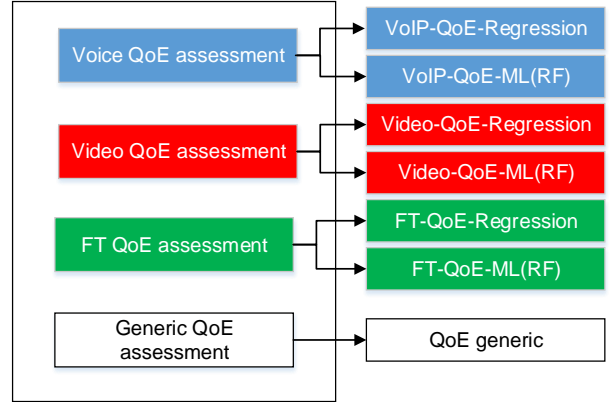 Voice QoE assessment
VoIP-QoE-Regression
VoIP-QoE-ML(RF)
Video QoE assessment
Video-QoE-Regression
Video-QoE-ML(RF)
FT QoE assessment
FT-QoE-Regression
FT-QoE-ML(RF)
Generic QoE
assessment
QoE generic